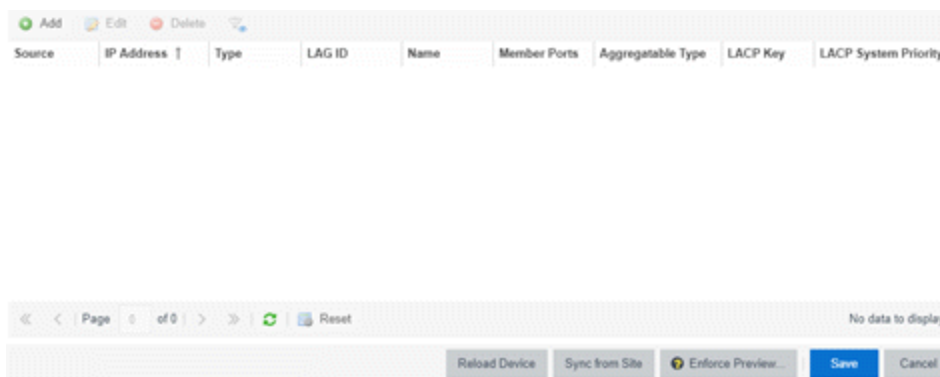 Add Edit Delete
Source IP Address ↑ Type LAG ID Name Member Ports Aggregatable Type LACP Key LACP System Priority
Page 0 of 0 Reset No data to display
Reload Device Sync from Site Enforce Preview... Save Cancel